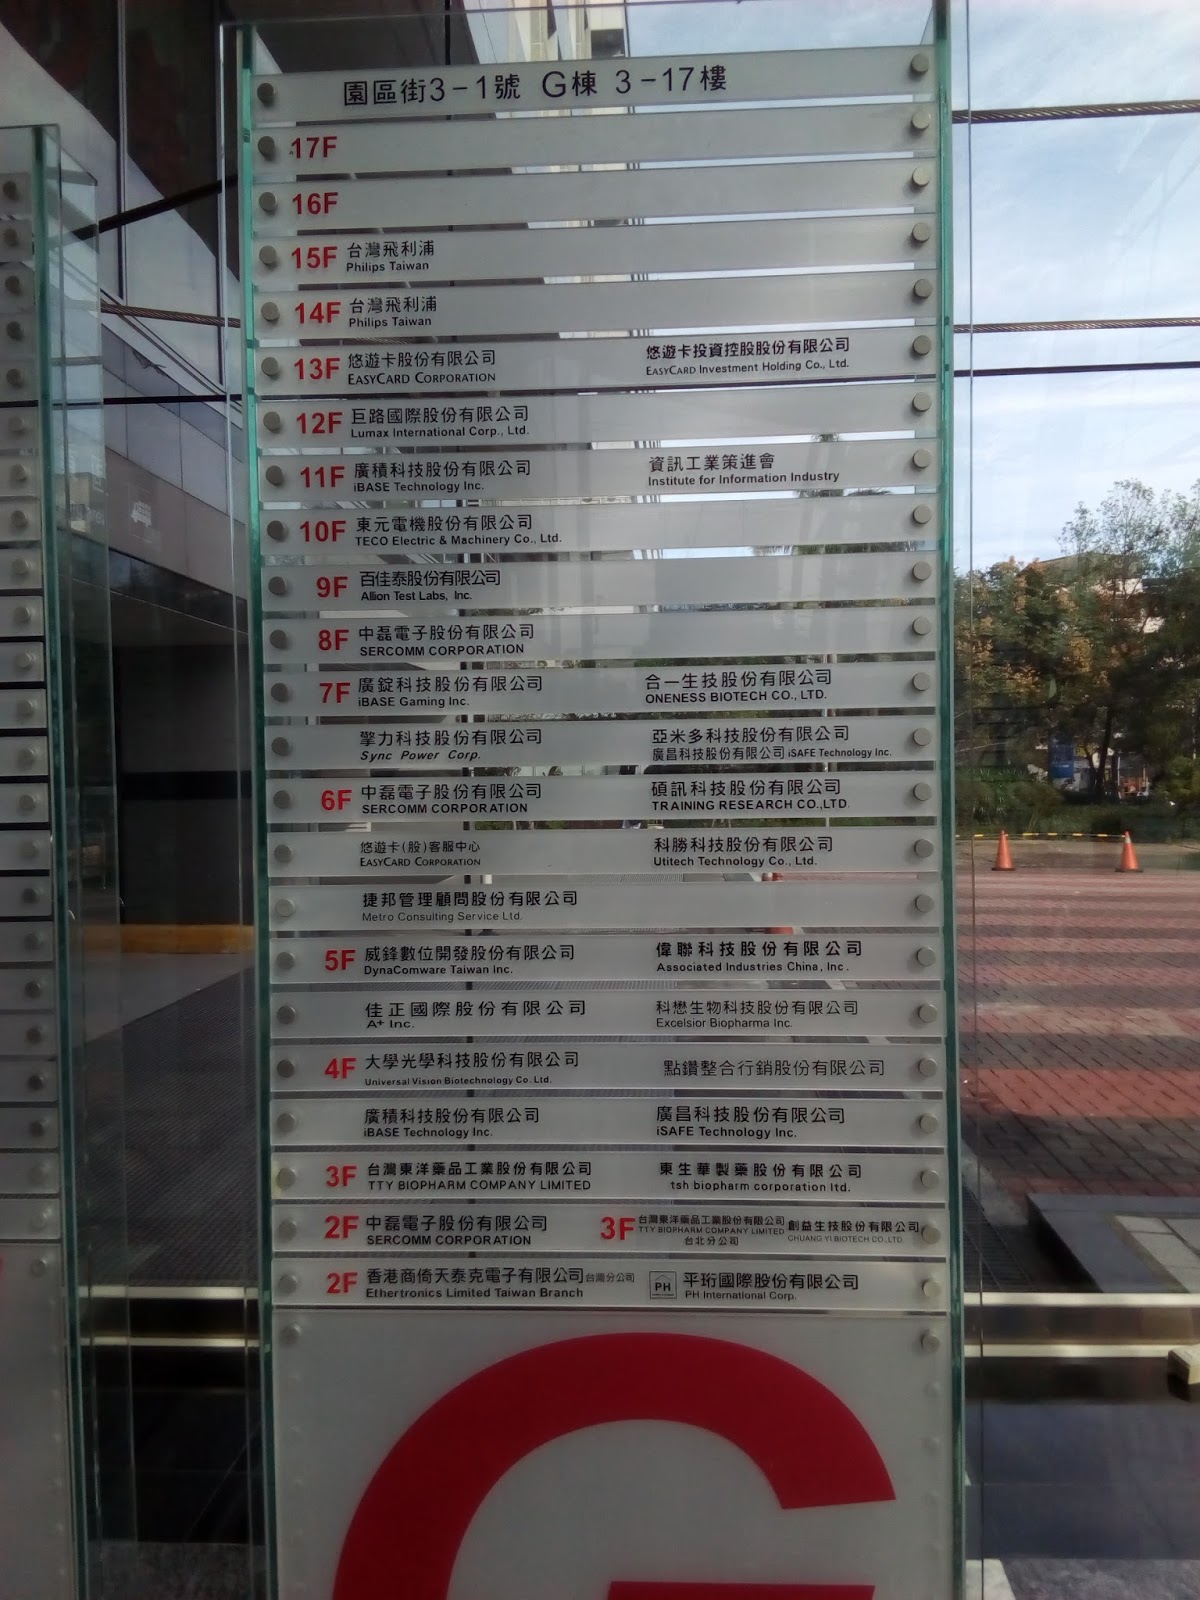 園區街3-1號 G棟 3-17樓
17F
16F
15F 台灣飛利浦
Philips Taiwan
14F 台灣飛利浦
Philips Taiwan
13F 悠遊卡股份有限公司 悠遊卡投資控股股份有限公司
EASYCARD CORPORATION EASYCARD Investment Holding Co., Ltd.
12F 巨路國際股份有限公司
Lumax International Corp., Ltd.
11F 廣積科技股份有限公司 資訊工業策進會
iBASE Technology Inc. Institute for Information Industry
10F 東元電機股份有限公司
TECO Electric & Machinery Co., Ltd.
9F 百佳泰股份有限公司
Allion Test Labs, Inc.
8F 中磊電子股份有限公司
SERCOMM CORPORATION
7F 廣錠科技股份有限公司 合一生技股份有限公司
iBASE Gaming Inc. ONENESS BIOTECH CO., LTD.
擎力科技股份有限公司 亞米多科技股份有限公司
Sync Power Corp. 廣昌科技股份有限公司 iSAFE Technology Inc.
6F 中磊電子股份有限公司 碩訊科技股份有限公司
SERCOMM CORPORATION TRAINING RESEARCH CO.,LTD.
悠遊卡(股)客服中心 科勝科技股份有限公司
EASYCARD CORPORATION Utitech Technology Co., Ltd.
捷邦管理顧問股份有限公司
Metro Consulting Service Ltd.
5F 威鋒數位開發股份有限公司 偉聯科技股份有限公司
DynaComware Taiwan Inc. Associated Industries China, Inc.
佳正國際股份有限公司 科懋生物科技股份有限公司
A+ Inc. Excelsior Biopharma Inc.
4F 大學光學科技股份有限公司 點鑽整合行銷股份有限公司
Universal Vision Biotechnology Co. Ltd.
廣積科技股份有限公司 廣昌科技股份有限公司
iBASE Technology Inc. iSAFE Technology Inc.
3F 台灣東洋藥品工業股份有限公司 東生華製藥股份有限公司
TTY BIOPHARM COMPANY LIMITED tsh biopharm corporation ltd.
2F 中磊電子股份有限公司 3F 台灣東洋藥品工業股份有限公司 創益生技股份有限公司
SERCOMM CORPORATION TTY BIOPHARM COMPANY LIMITED CHUANG YI BIOTECH CO.,LTD.
台北分公司
2F 香港商倚天泰克電子有限公司台灣分公司 PH 平珩國際股份有限公司
Ethertronics Limited Taiwan Branch PH International Corp.
G